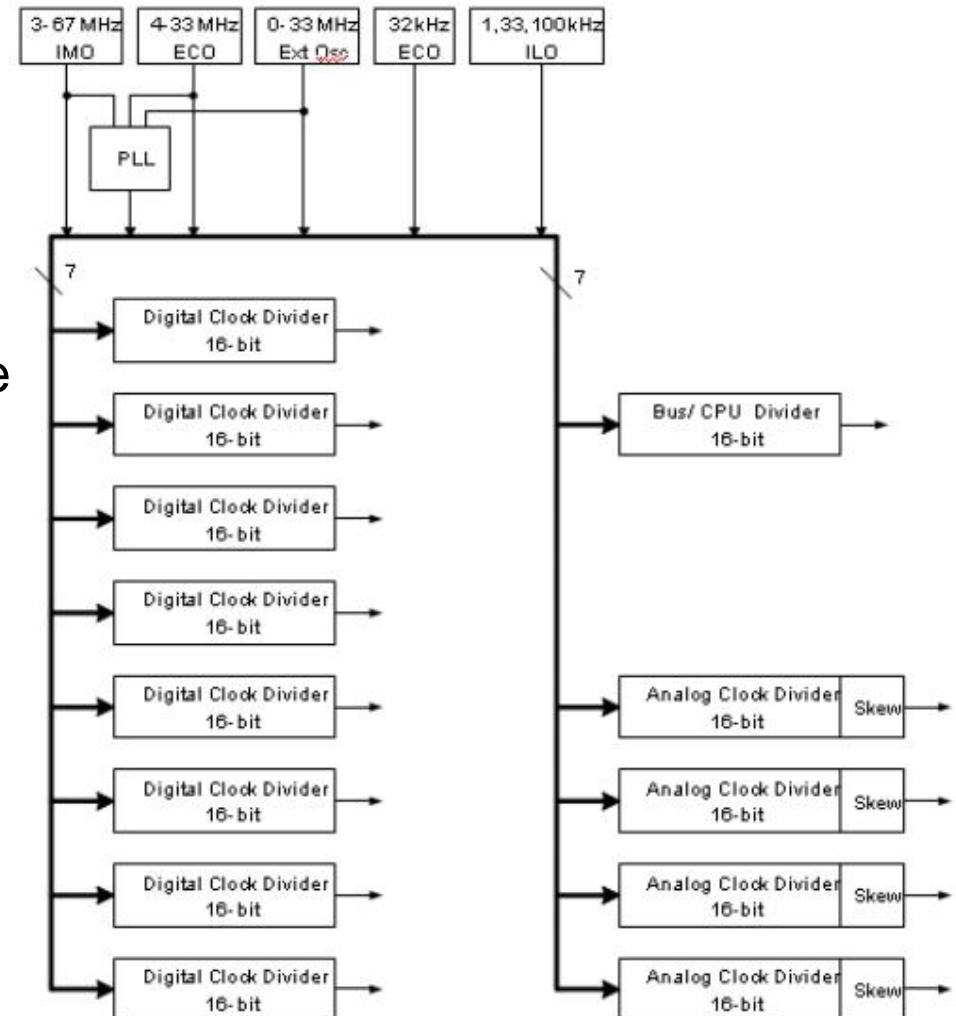 3-67 MHz
IMO
4-33 MHz
ECO
0-33 MHz
Ext Osc
32kHz
ECO
1,33,100kHz
ILO
PLL
7
7
e
Digital Clock Divider
16-bit
Digital Clock Divider
16-bit
Bus/ CPU Divider
16-bit
Digital Clock Divider
16-bit
Digital Clock Divider
16-bit
Digital Clock Divider
16-bit
Analog Clock Divider
16-bit
Skew
Digital Clock Divider
16-bit
Analog Clock Divider
16-bit
Skew
Digital Clock Divider
16-bit
Analog Clock Divider
16-bit
Skew
Digital Clock Divider
16-bit
Analog Clock Divider
16-bit
Skew